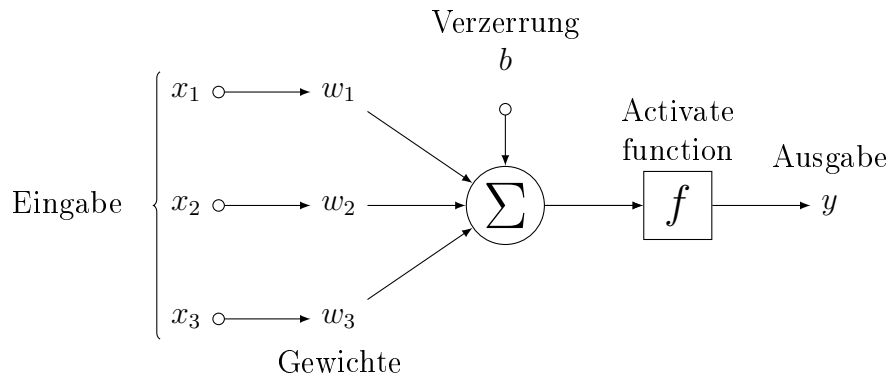 Verzerrung
b
x₁ w₁
Activate
function
Ausgabe
Eingabe x₂ w₂ ∑ f y
x₃ w₃
Gewichte